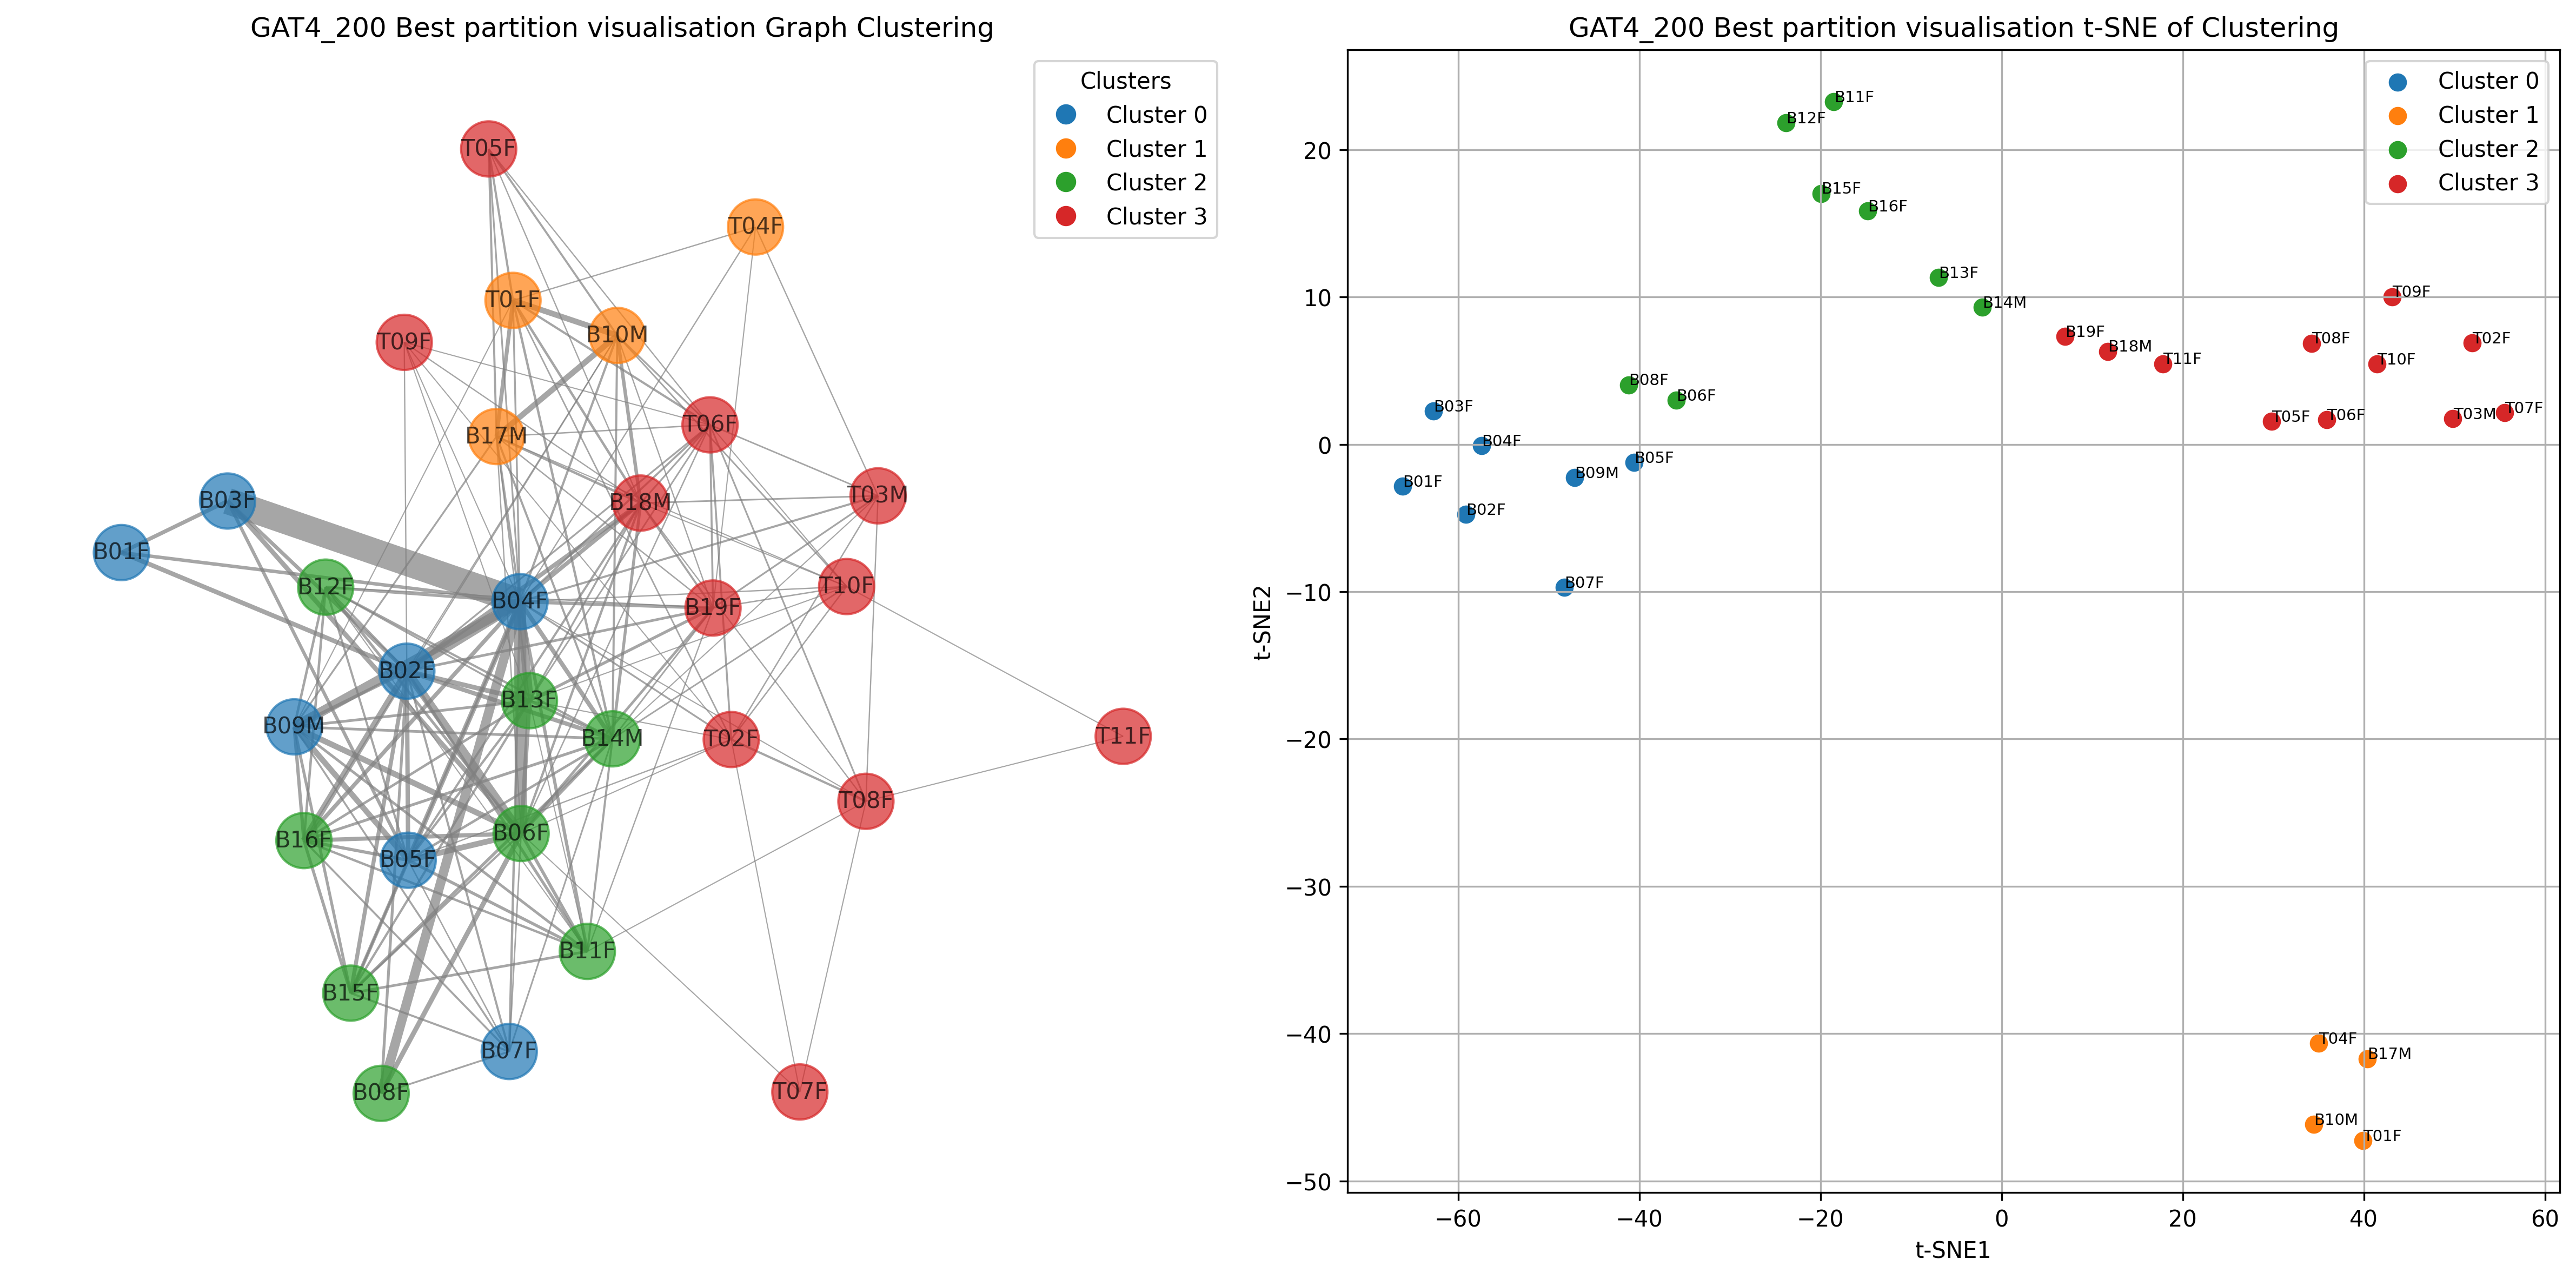 GAT4_200 Best partition visualisation Graph Clustering
Clusters
Cluster 0
Cluster 1
Cluster 2
Cluster 3
T05F
T04F
T01F
B10M
T09F
T06F
B17M
T03M
B18M
B03F
B01F
B12F
T10F
B04F
B19F
B02F
B13F
B09M
T11F
B14M
T02F
T08F
B06F
B16F
B05F
B11F
B15F
B07F
T07F
B08F
GAT4_200 Best partition visualisation t-SNE of Clustering
Cluster 0
Cluster 1
Cluster 2
Cluster 3
B11F
B12F
B15F
B16F
B13F
T09F
B14M
B19F
T08F
T02F
B18M
T11F
T10F
B08F
B06F
B03F
T07F
T05F
T06F
T03M
B04F
B05F
B09M
B01F
B02F
B07F
T04F
B17M
B10M
T01F
20
10
0
−10
−20
−30
−40
−50
t-SNE2
−60
−40
−20
0
20
40
60
t-SNE1